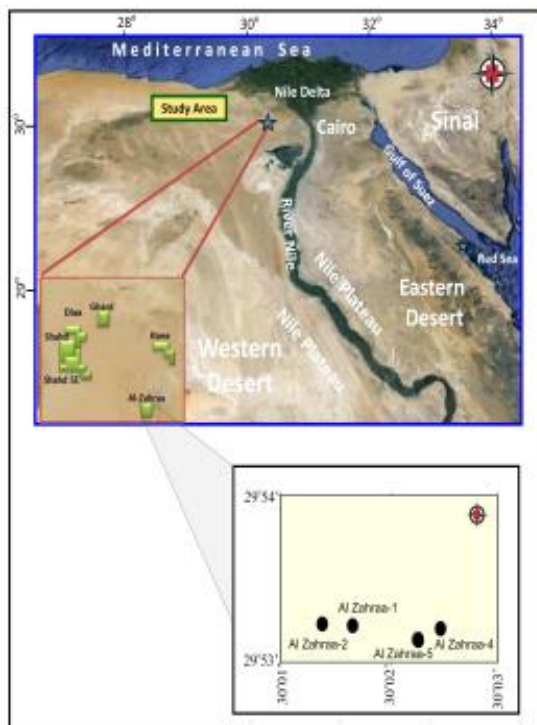 28° 30° 32° 34°
Mediterranean Sea
Nile Delta
Study Area
Cairo
Sinai
30°
Gulf of Suez
River Nile
Red Sea
Nile Plateau
Eastern
Desert
Nile Plateau
Western
Desert
Ghard
Shahd
Rana
Shahd SE
Al-Zahraa
29°54'
Al Zahraa-1
Al Zahraa-2
Al Zahraa-4
Al Zahraa-5
29°53'
30°01'
30°02'
30°03'